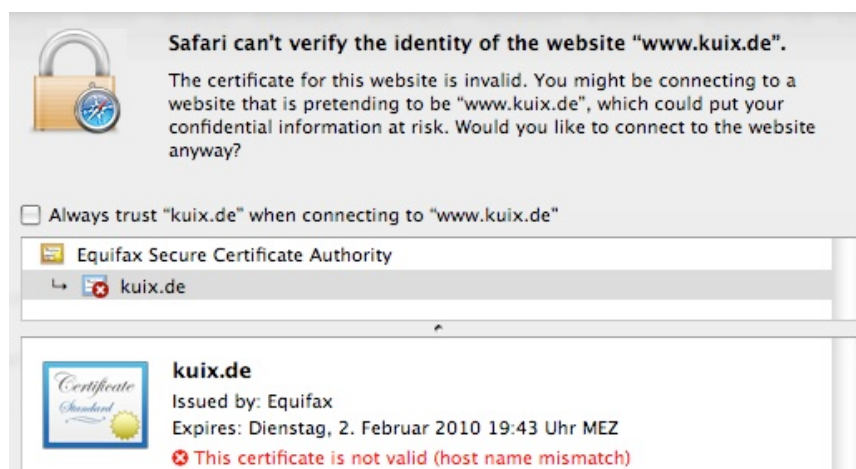 Safari can't verify the identity of the website “www.kuix.de”.
The certificate for this website is invalid. You might be connecting to a
website that is pretending to be “www.kuix.de”, which could put your
confidential information at risk. Would you like to connect to the website
anyway?
Always trust “kuix.de” when connecting to “www.kuix.de”
Equifax Secure Certificate Authority
kuix.de
Certificate
Standard
kuix.de
Issued by: Equifax
Expires: Dienstag, 2. Februar 2010 19:43 Uhr MEZ
This certificate is not valid (host name mismatch)